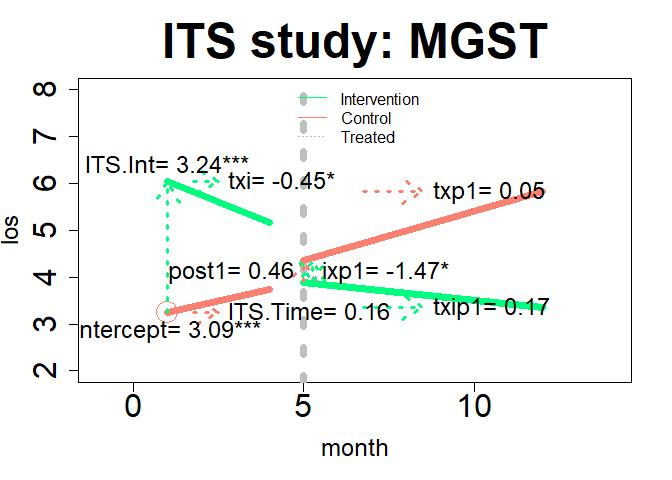 ITS study: MGST
8
7
6
5
4
3
2
los
Intervention
Control
Treated
ITS.Int= 3.24***
txi= -0.45*
txp1= 0.05
post1= 0.46
ixp1= -1.47*
ITS.Time= 0.16
txip1= 0.17
ntercept= 3.09***
0 5 10
month